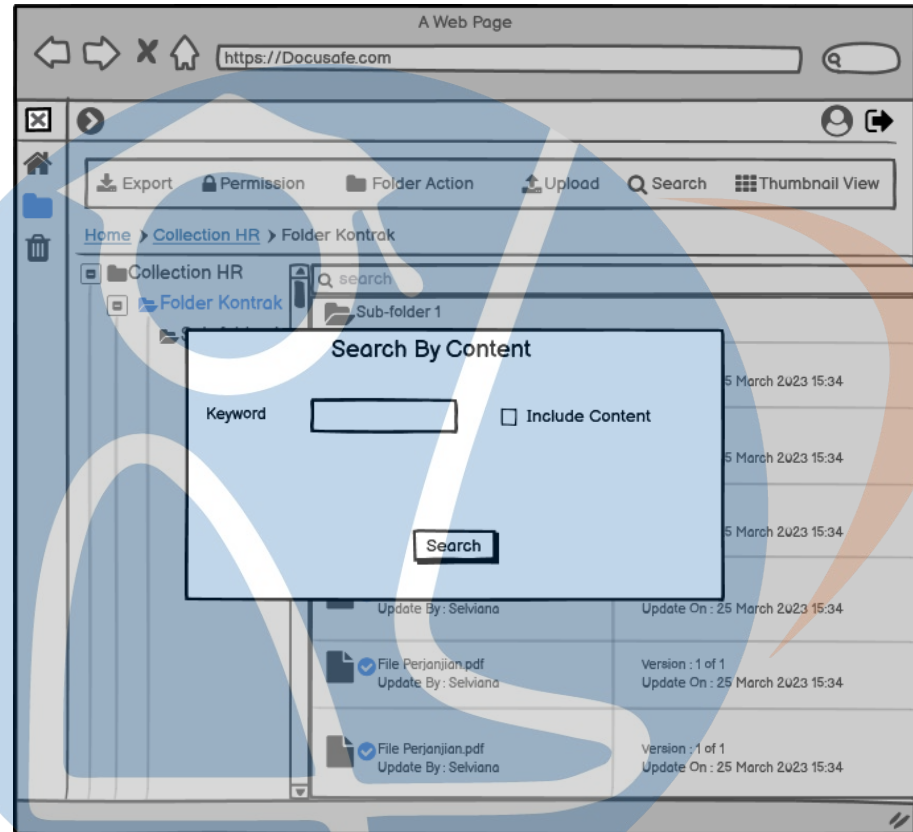 A Web Page
https://Docusafe.com
Export Permission Folder Action Upload Search Thumbnail View
Home Collection HR Folder Kontrak
Collection HR
search
Folder Kontrak
Sub-folder 1
Search By Content
5 March 2023 15:34
Keyword
Include Content
5 March 2023 15:34
5 March 2023 15:34
Search
Update By : Selviana
Update On : 25 March 2023 15:34
File Perjanjian.pdf
Version : 1 of 1
Update By : Selviana
Update On : 25 March 2023 15:34
File Perjanjian.pdf
Version : 1 of 1
Update By : Selviana
Update On : 25 March 2023 15:34